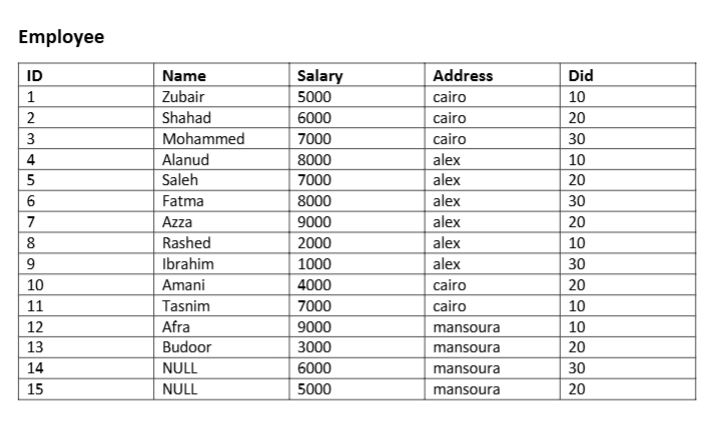 Employee
ID Name Salary Address Did
1 Zubair 5000 cairo 10
2 Shahad 6000 cairo 20
3 Mohammed 7000 cairo 30
4 Alanud 8000 alex 10
5 Saleh 7000 alex 20
6 Fatma 8000 alex 30
7 Azza 9000 alex 20
8 Rashed 2000 alex 10
9 Ibrahim 1000 alex 30
10 Amani 4000 cairo 20
11 Tasnim 7000 cairo 10
12 Afra 9000 mansoura 10
13 Budoor 3000 mansoura 20
14 NULL 6000 mansoura 30
15 NULL 5000 mansoura 20